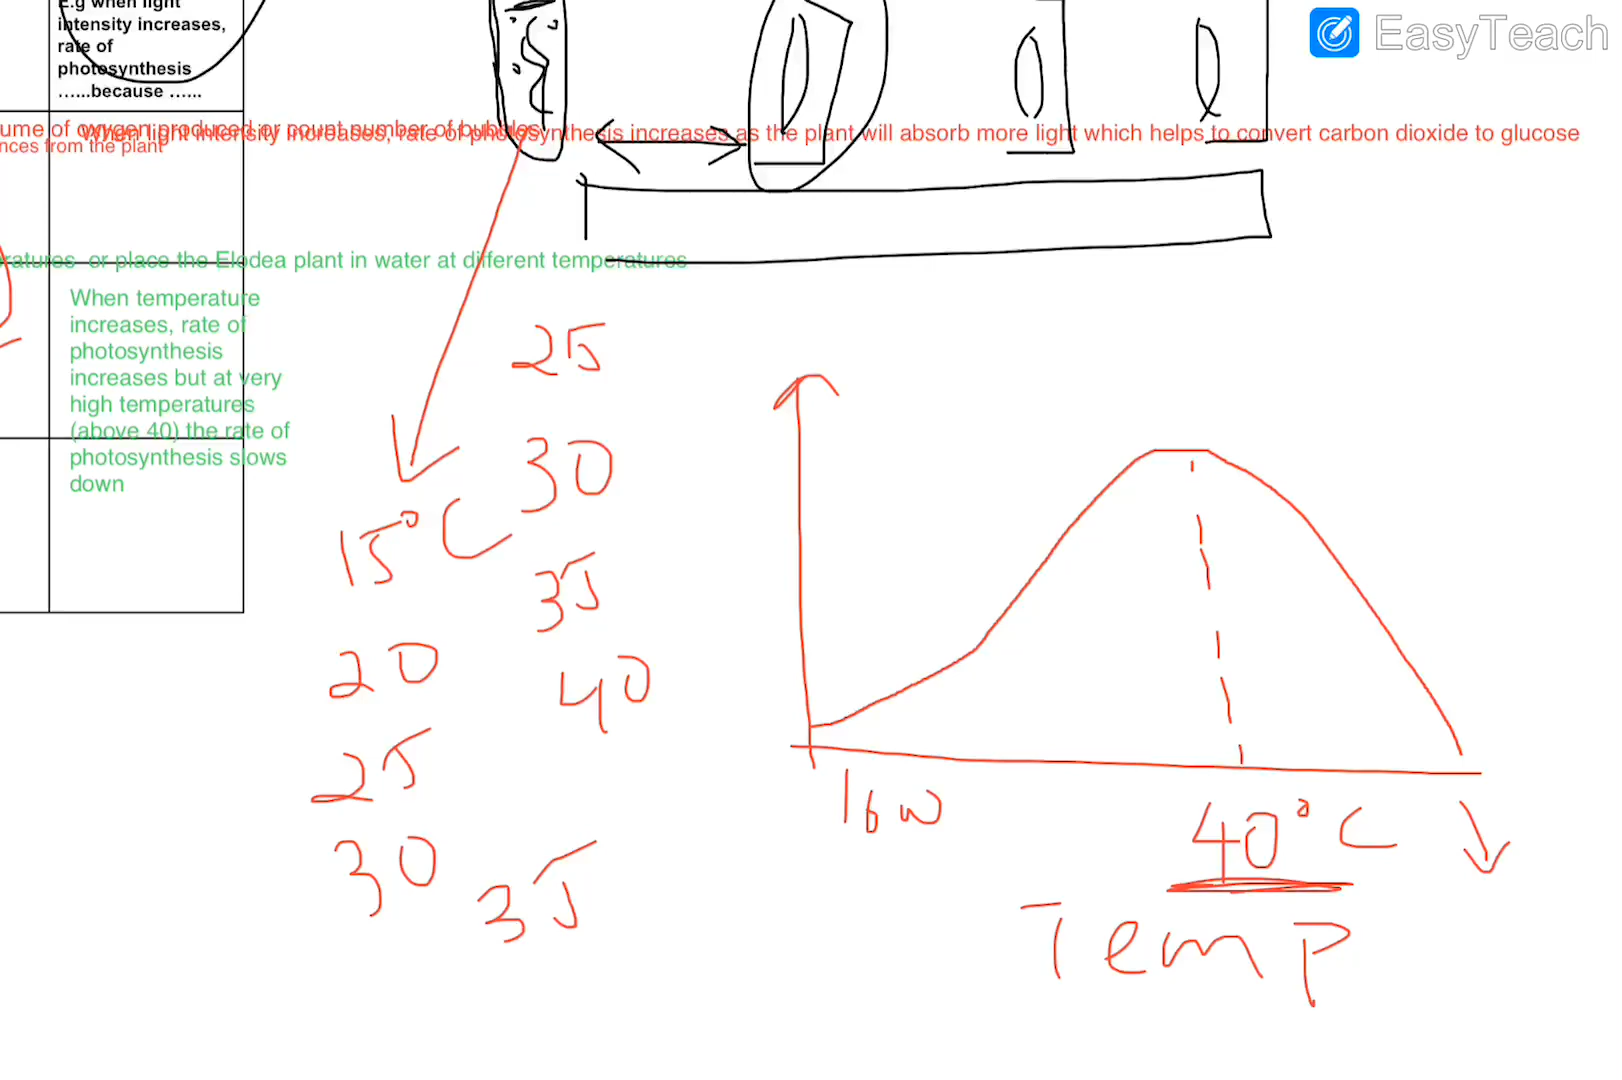 E.g when light
intensity increases,
rate of
photosynthesis
......because ......
EasyTeach
ume of oxygen produced or count number of bubbles
When light intensity increases, rate of photosynthesis increases as the plant will absorb more light which helps to convert carbon dioxide to glucose
nces from the plant
ratures or place the Elodea plant in water at different temperatures
When temperature
increases, rate of
photosynthesis
increases but at very
high temperatures
(above 40) the rate of
photosynthesis slows
down
25
30
15°C
35
20
40
25
30
35
low
40°C
Temp